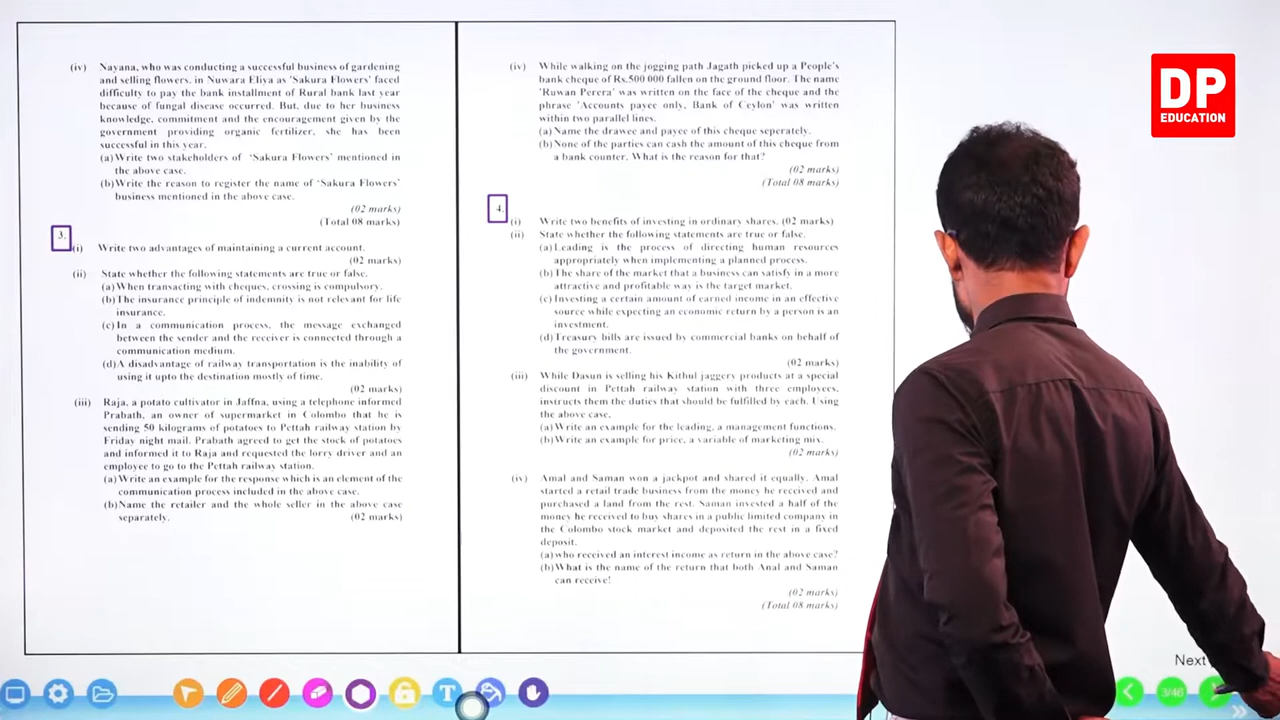 (iv) Nayana, who was conducting a successful business of gardening
and selling flowers, in Nuwara Eliya as 'Sakura Flowers' faced
difficulty to pay the bank installment of Rural bank last year
because of fungal disease occurred. But, due to her business
knowledge, commitment and the encouragement given by the
government providing organic fertilizer, she has been
successful in this year.
(a) Write two stakeholders of 'Sakura Flowers' mentioned in
the above case.
(b) Write the reason to register the name of 'Sakura Flowers'
business mentioned in the above case.
(02 marks)
(Total 08 marks)
3.
(i) Write two advantages of maintaining a current account.
(02 marks)
(ii) State whether the following statements are true or false.
(a) When transacting with cheques, crossing is compulsory.
(b) The insurance principle of indemnity is not relevant for life
insurance.
(c) In a communication process, the message exchanged
between the sender and the receiver is connected through a
communication medium.
(d) A disadvantage of railway transportation is the inability of
using it upto the destination mostly of time.
(02 marks)
(iii) Raja, a potato cultivator in Jaffna, using a telephone informed
Prabath, an owner of supermarket in Colombo that he is
sending 50 kilograms of potatoes to Pettah railway station by
Friday night mail. Prabath agreed to get the stock of potatoes
and informed it to Raja and requested the lorry driver and an
employee to go to the Pettah railway station.
(a) Write an example for the response which is an element of the
communication process included in the above case.
(b) Name the retailer and the whole seller in the above case
separately. (02 marks)
(iv) While walking on the jogging path Jagath picked up a People's
bank cheque of Rs.500 000 fallen on the ground floor. The name
'Ruwan Perera' was written on the face of the cheque and the
phrase 'Accounts payee only, Bank of Ceylon' was written
within two parallel lines.
(a) Name the drawee and payee of this cheque seperately.
(b) None of the parties can cash the amount of this cheque from
a bank counter. What is the reason for that?
(02 marks)
(Total 08 marks)
4.
(i) Write two benefits of investing in ordinary shares. (02 marks)
(ii) State whether the following statements are true or false.
(a) Leading is the process of directing human resources
appropriately when implementing a planned process.
(b) The share of the market that a business can satisfy in a more
attractive and profitable way is the target market.
(c) Investing a certain amount of earned income in an effective
source while expecting an economic return by a person is an
investment.
(d) Treasury bills are issued by commercial banks on behalf of
the government.
(02 marks)
(iii) While Dasun is selling his Kithul jaggery products at a special
discount in Pettah railway station with three employees,
instructs them the duties that should be fulfilled by each. Using
the above case,
(a) Write an example for the leading, a management functions.
(b) Write an example for price, a variable of marketing mix.
(02 marks)
(iv) Amal and Saman won a jackpot and shared it equally. Amal
started a retail trade business from the money he received and
purchased a land from the rest. Saman invested a half of the
money he received to buy shares in a public limited company in
the Colombo stock market and deposited the rest in a fixed
deposit.
(a) who received an interest income as return in the above case?
(b) What is the name of the return that both Anal and Saman
can receive!
(02 marks)
(Total 08 marks)
DP
EDUCATION
Next
T
3/46